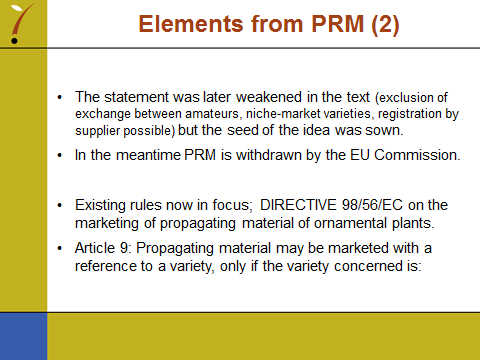 Elements from PRM (2)
• The statement was later weakened in the text (exclusion of
exchange between amateurs, niche-market varieties, registration by
supplier possible) but the seed of the idea was sown.
• In the meantime PRM is withdrawn by the EU Commission.
• Existing rules now in focus; DIRECTIVE 98/56/EC on the
marketing of propagating material of ornamental plants.
• Article 9: Propagating material may be marketed with a
reference to a variety, only if the variety concerned is: